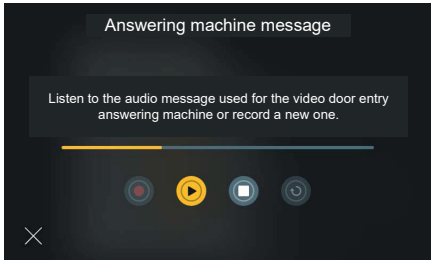 Answering machine message
Listen to the audio message used for the video door entry
answering machine or record a new one.